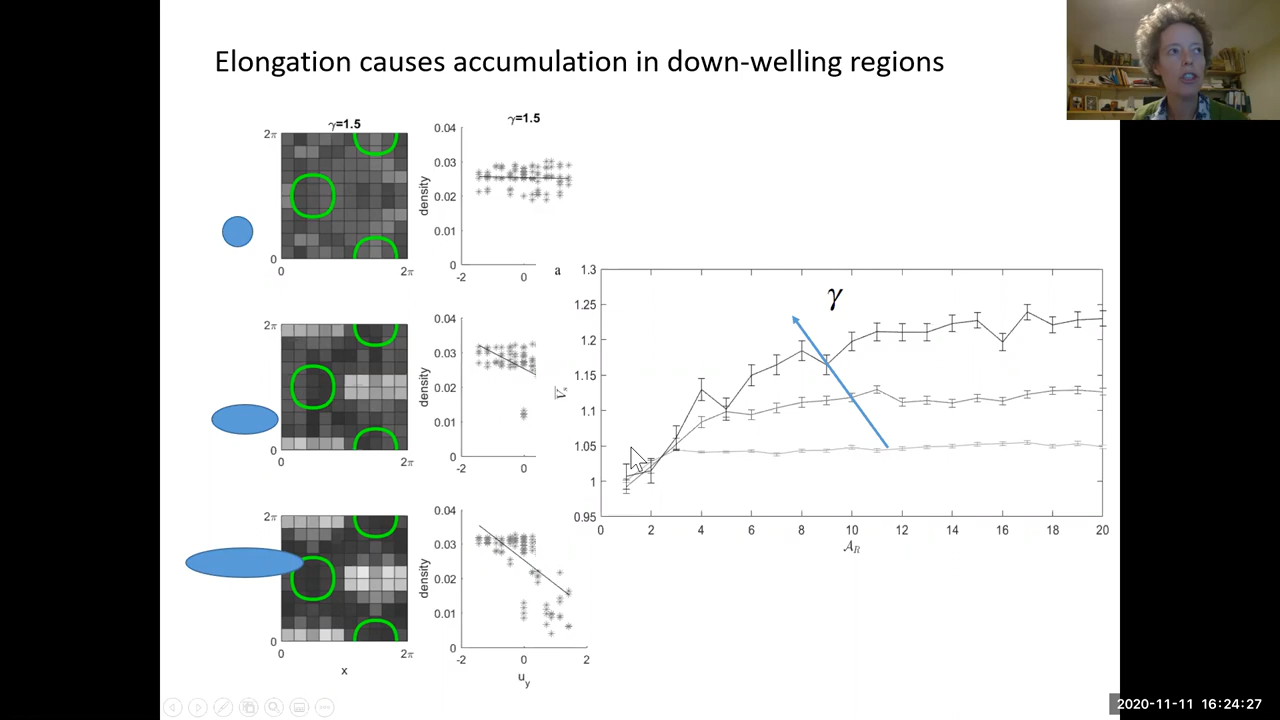 Elongation causes accumulation in down-welling regions
γ=1.5
2π
0
0
2π
γ=1.5
0.04
0.03
0.02
0.01
0
density
-2
0
2π
0
0
2π
0.04
0.03
0.02
0.01
0
density
-2
0
2π
0
0
2π
x
0.04
0.03
0.02
0.01
0
density
-2
0
2
u_y
a
1.3
1.25
1.2
1.15
1.1
1.05
1
0.95
V_s
γ
0
2
4
6
8
10
12
14
16
18
20
A_R
2020-11-11 16:24:27